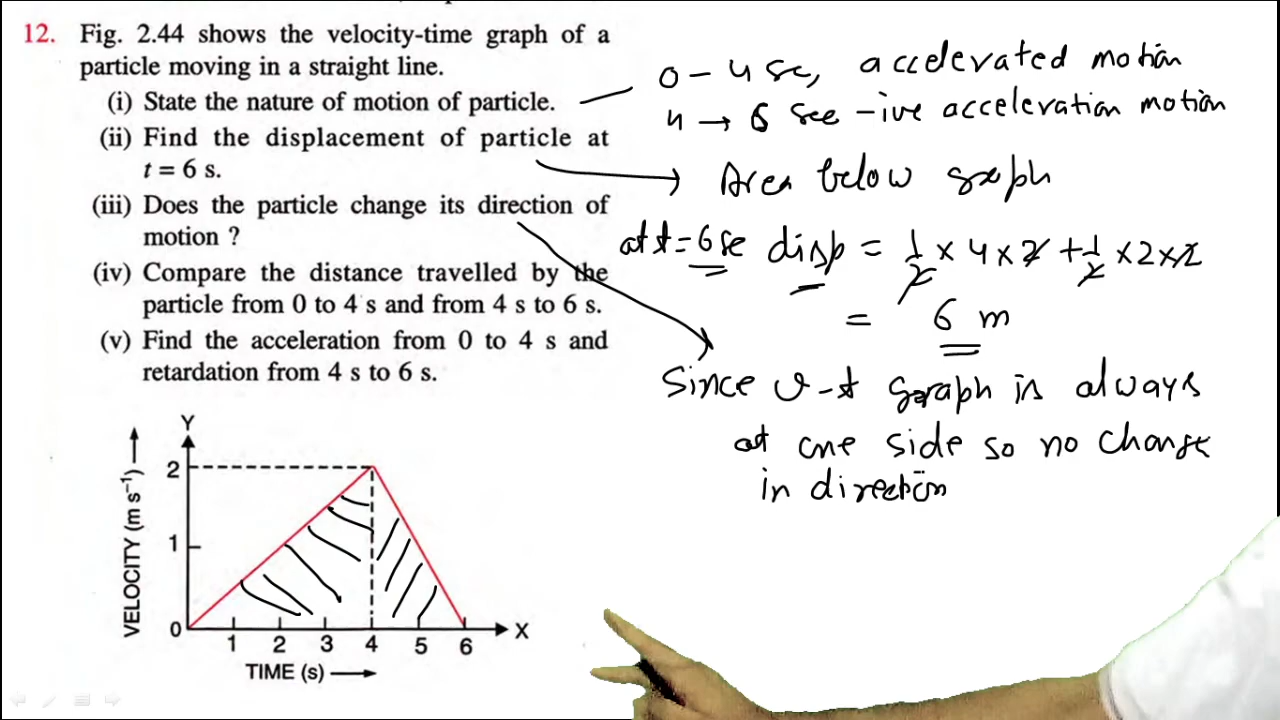 12. Fig. 2.44 shows the velocity-time graph of a
particle moving in a straight line.
(i) State the nature of motion of particle.
(ii) Find the displacement of particle at
t = 6 s.
(iii) Does the particle change its direction of
motion ?
(iv) Compare the distance travelled by the
particle from 0 to 4 s and from 4 s to 6 s.
(v) Find the acceleration from 0 to 4 s and
retardation from 4 s to 6 s.
Y
VELOCITY (m s⁻¹)
2
1
0
1 2 3 4 5 6
X
TIME (s)
0 - 4 sc, accelerated motion
4 → 6 see -ive acceleration motion
Area below graph
at t = 6 se disp = 1/2 × 4 × 2 + 1/2 × 2 × 2
= 6 m
Since v-t graph is always
at one side so no change
in direction